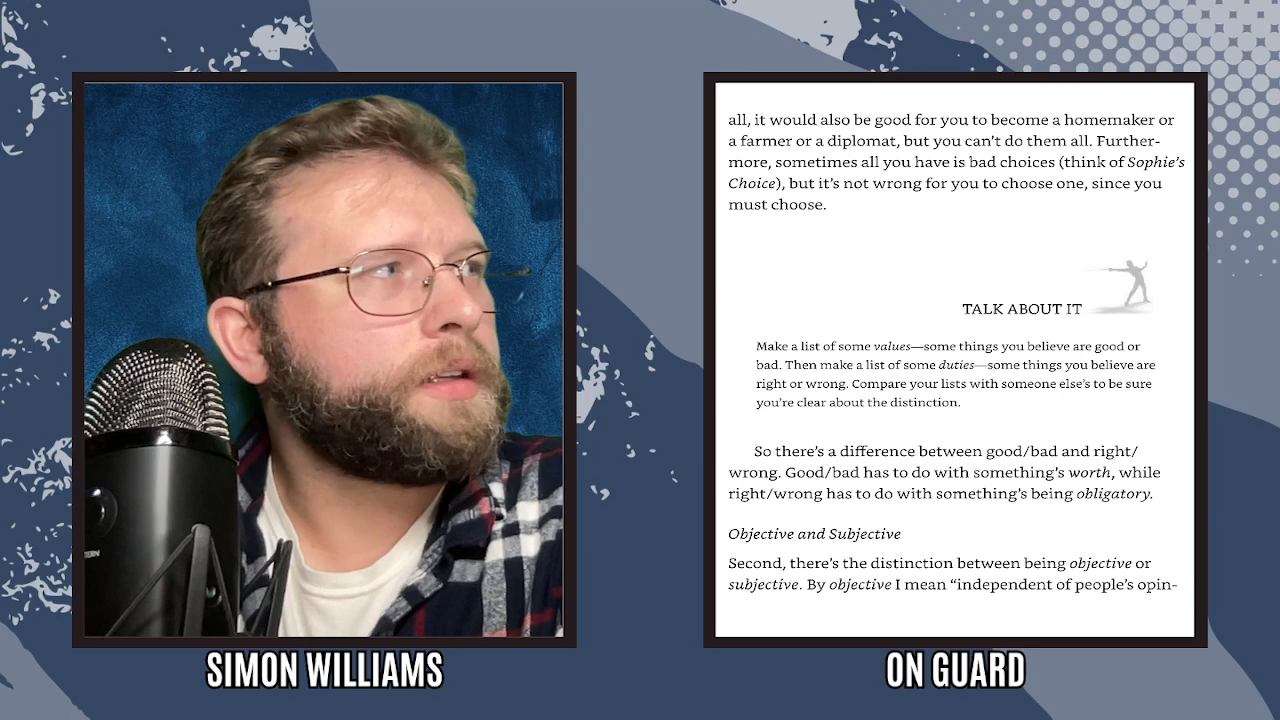 all, it would also be good for you to become a homemaker or
a farmer or a diplomat, but you can't do them all. Further-
more, sometimes all you have is bad choices (think of Sophie's
Choice), but it's not wrong for you to choose one, since you
must choose.
TALK ABOUT IT
Make a list of some values—some things you believe are good or
bad. Then make a list of some duties—some things you believe are
right or wrong. Compare your lists with someone else's to be sure
you're clear about the distinction.
So there's a difference between good/bad and right/
wrong. Good/bad has to do with something's worth, while
right/wrong has to do with something's being obligatory.
Objective and Subjective
Second, there's the distinction between being objective or
subjective. By objective I mean “independent of people's opin-
SIMON WILLIAMS
ON GUARD